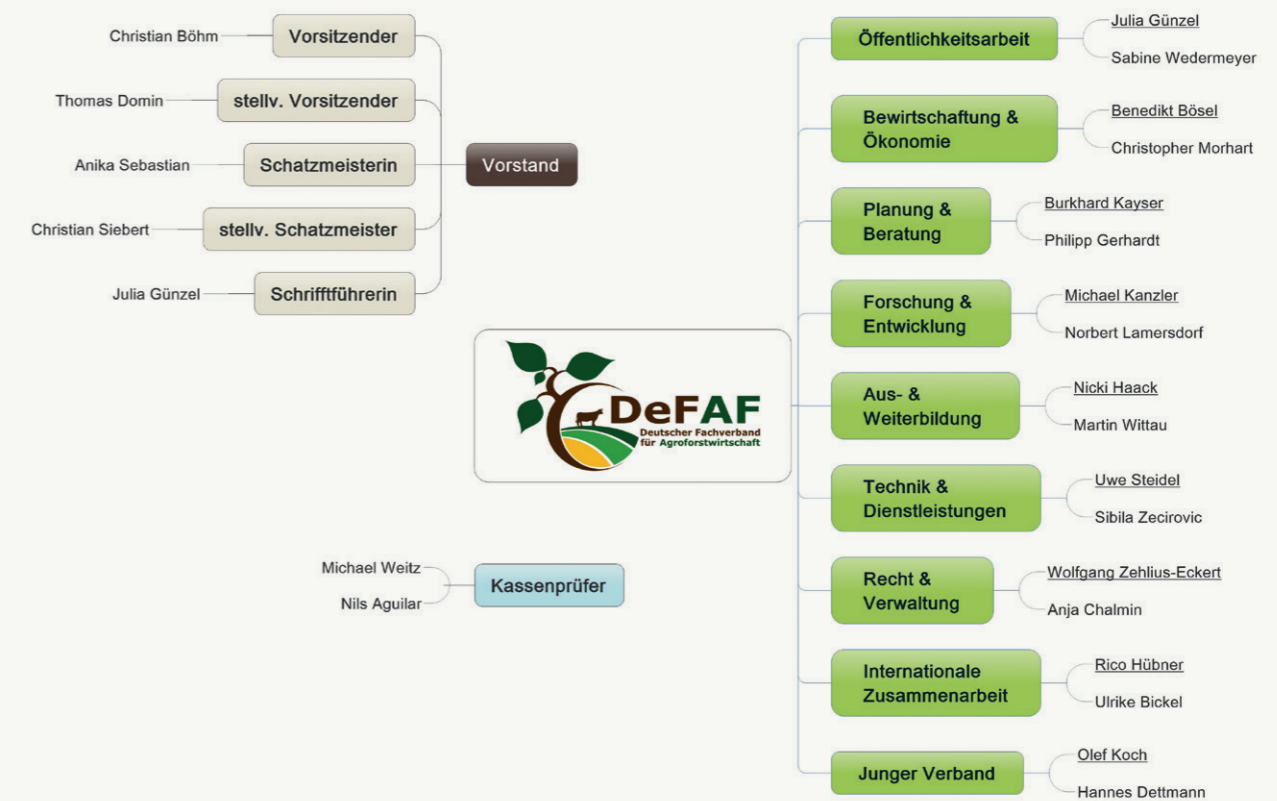 Christian Böhm
Vorsitzender
Thomas Domin
stellv. Vorsitzender
Anika Sebastian
Schatzmeisterin
Christian Siebert
stellv. Schatzmeister
Julia Günzel
Schrifftführerin
Vorstand
DeFAF
Deutscher Fachverband
für Agroforstwirtschaft
Michael Weitz
Nils Aguilar
Kassenprüfer
Öffentlichkeitsarbeit
Julia Günzel
Sabine Wedermeyer
Bewirtschaftung &
Ökonomie
Benedikt Bösel
Christopher Morhart
Planung &
Beratung
Burkhard Kayser
Philipp Gerhardt
Forschung &
Entwicklung
Michael Kanzler
Norbert Lamersdorf
Aus- &
Weiterbildung
Nicki Haack
Martin Wittau
Technik &
Dienstleistungen
Uwe Steidel
Sibila Zecirovic
Recht &
Verwaltung
Wolfgang Zehlius-Eckert
Anja Chalmin
Internationale
Zusammenarbeit
Rico Hübner
Ulrike Bickel
Junger Verband
Olef Koch
Hannes Dettmann